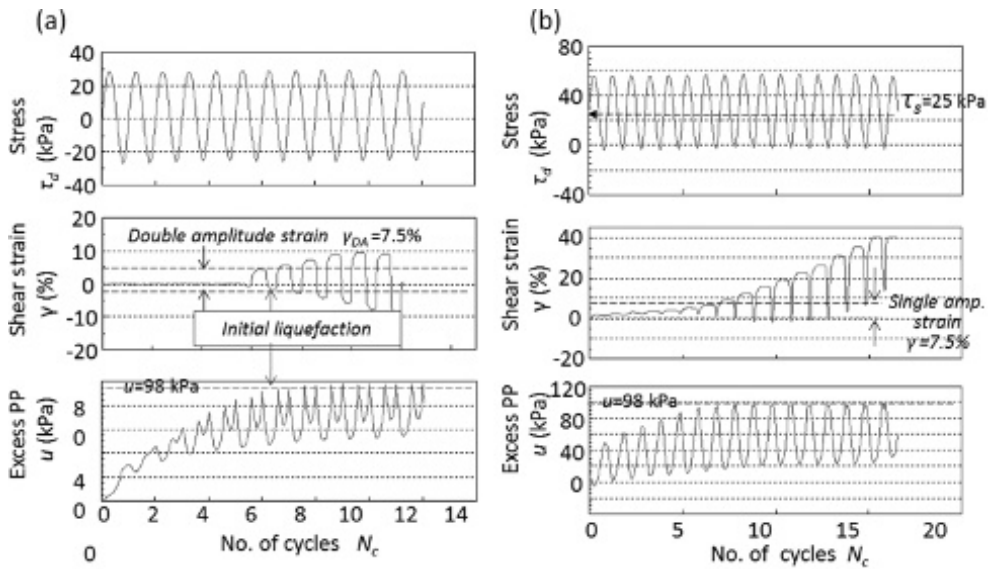 (a)
Stress
τd (kPa)
40
20
0
-20
-40
Shear strain
γ (%)
20
10
0
-10
-20
Double amplitude strain γDA=7.5%
Initial liquefaction
Excess PP
u (kPa)
u=98 kPa
8
0
4
0
0
0 2 4 6 8 10 12 14
No. of cycles Nc
(b)
Stress
τd (kPa)
80
40
0
-40
τs=25 kPa
Shear strain
γ (%)
40
20
0
-20
Single amp.
strain
γ=7.5%
Excess PP
u (kPa)
120
100
80
40
0
u=98 kPa
0 5 10 15 20
No. of cycles Nc